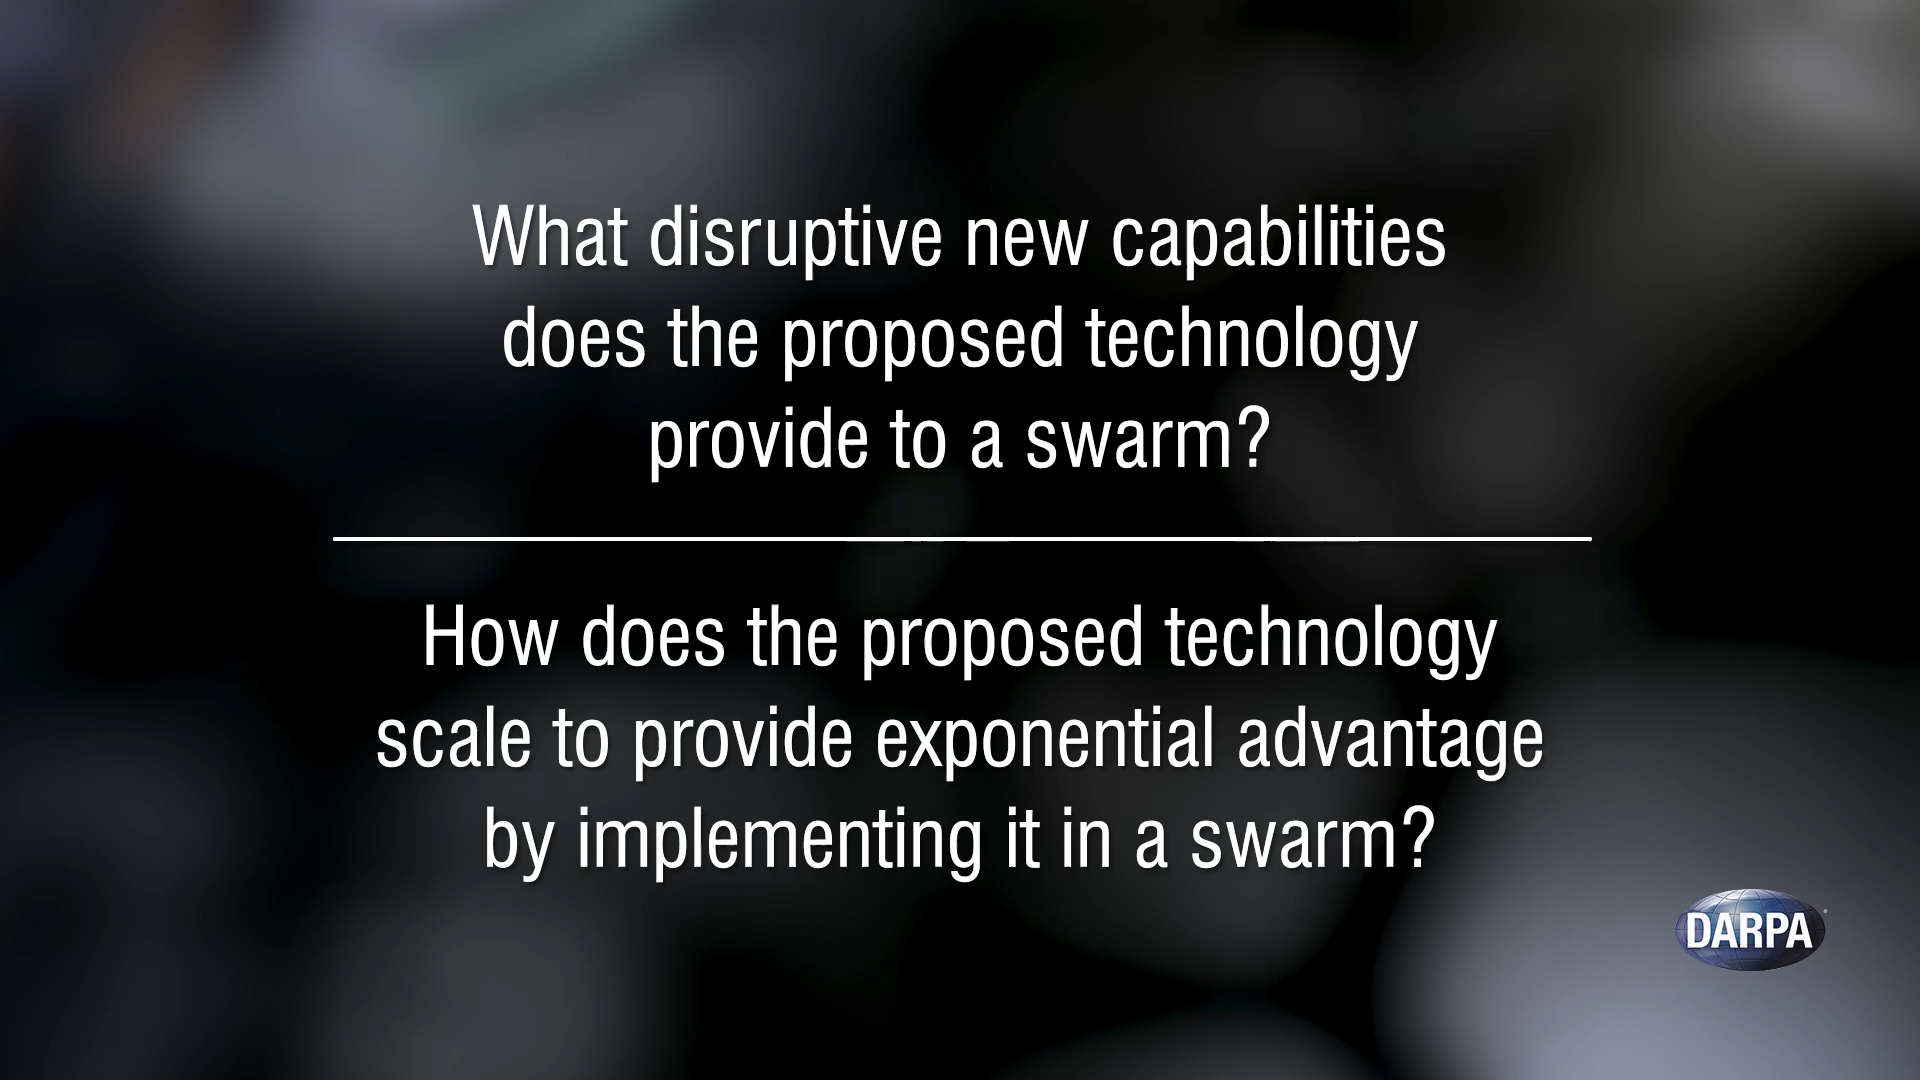 What disruptive new capabilities
does the proposed technology
provide to a swarm?
How does the proposed technology
scale to provide exponential advantage
by implementing it in a swarm?
DARPA